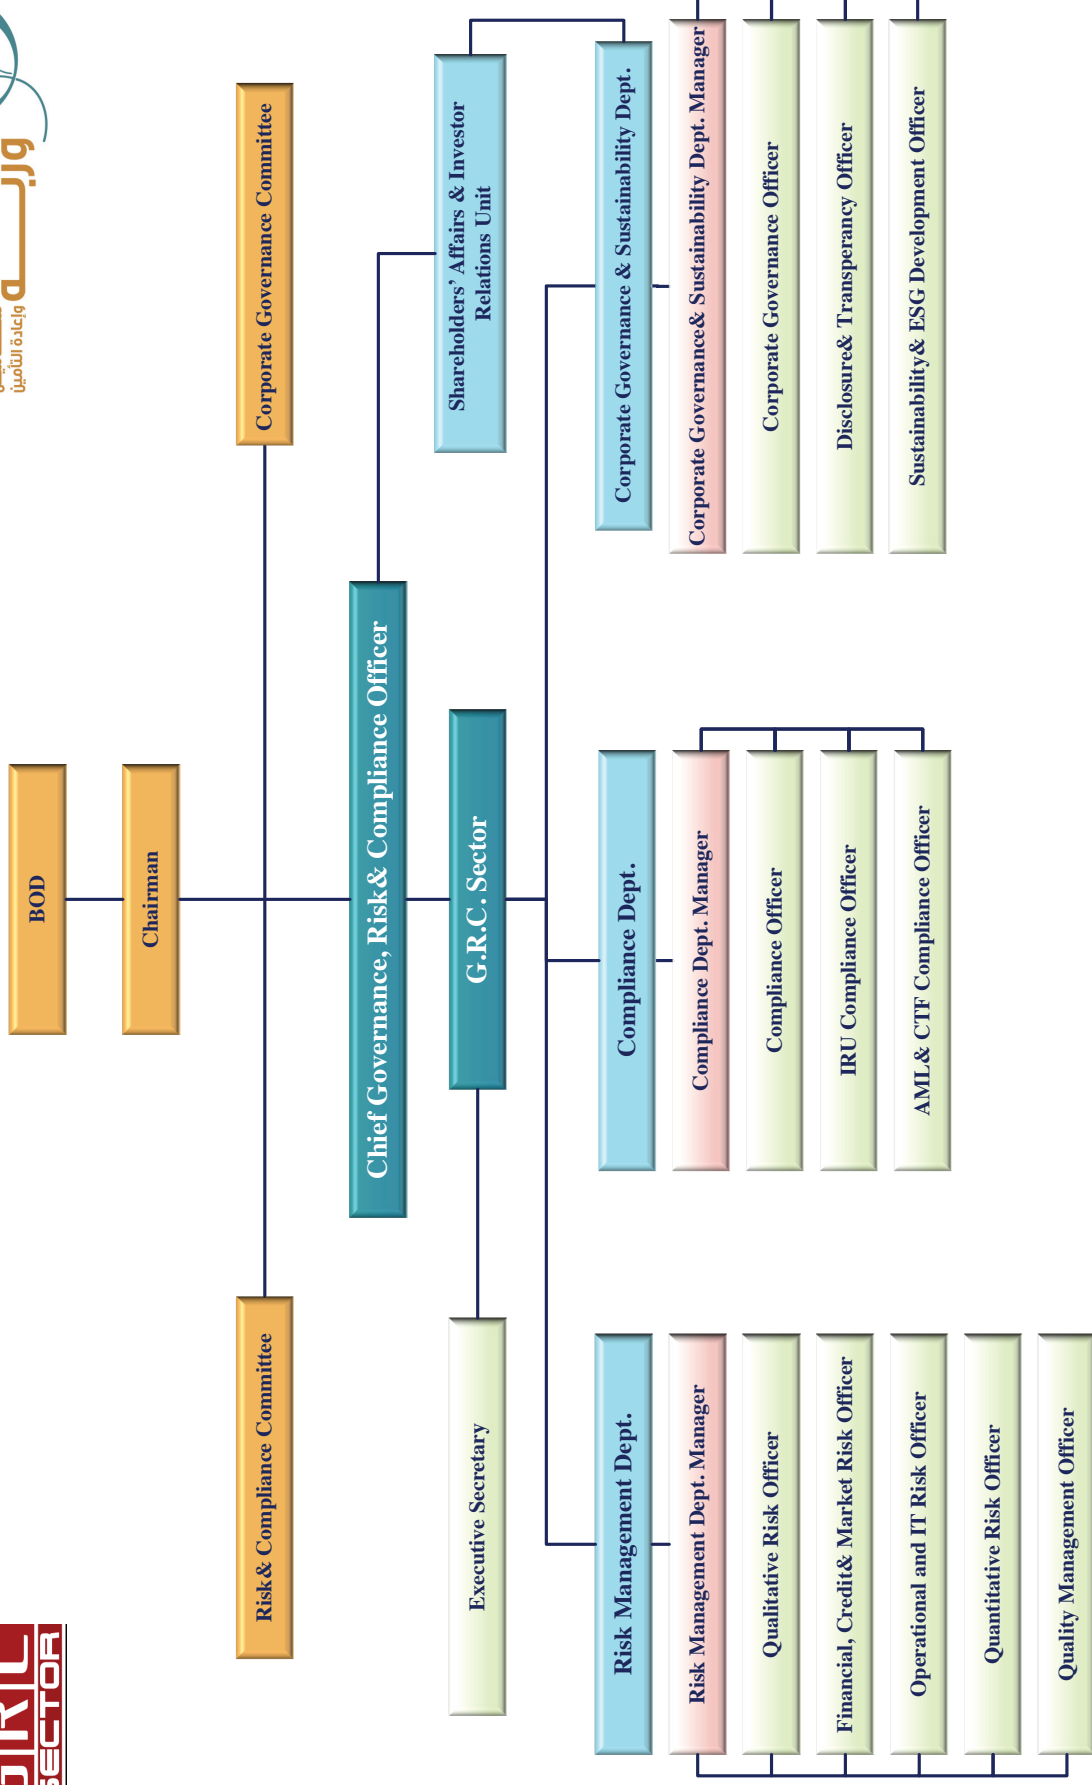 BOD
Chairman
Risk& Compliance Committee
Corporate Governance Committee
Chief Governance, Risk& Compliance Officer
G.R.C. Sector
Executive Secretary
Shareholders’ Affairs & Investor
Relations Unit
Risk Management Dept.
Risk Management Dept. Manager
Qualitative Risk Officer
Financial, Credit& Market Risk Officer
Operational and IT Risk Officer
Quantitative Risk Officer
Quality Management Officer
Compliance Dept.
Compliance Dept. Manager
Compliance Officer
IRU Compliance Officer
AML& CTF Compliance Officer
Corporate Governance & Sustainability Dept.
Corporate Governance& Sustainability Dept. Manager
Corporate Governance Officer
Disclosure& Transperancy Officer
Sustainability& ESG Development Officer
SECTOR
وربـــة
وإعادة التأمين